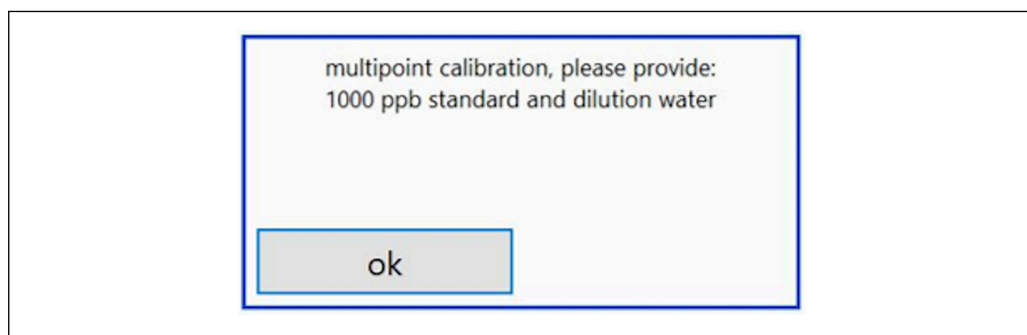 multipoint calibration, please provide:
1000 ppb standard and dilution water
ok